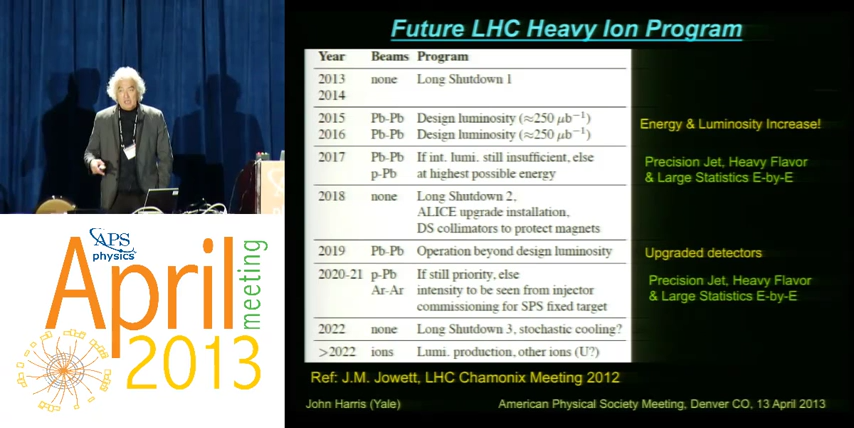 Future LHC Heavy Ion Program
Year Beams Program
2013 none Long Shutdown 1
2014
2015 Pb-Pb Design luminosity (≈250 μb⁻¹)
2016 Pb-Pb Design luminosity (≈250 μb⁻¹)
Energy & Luminosity Increase!
2017 Pb-Pb If int. lumi. still insufficient, else
p-Pb at highest possible energy
Precision Jet, Heavy Flavor
& Large Statistics E-by-E
2018 none Long Shutdown 2,
ALICE upgrade installation,
DS collimators to protect magnets
2019 Pb-Pb Operation beyond design luminosity
Upgraded detectors
2020-21 p-Pb If still priority, else
Ar-Ar intensity to be seen from injector
commissioning for SPS fixed target
Precision Jet, Heavy Flavor
& Large Statistics E-by-E
2022 none Long Shutdown 3, stochastic cooling?
>2022 ions Lumi. production, other ions (U?)
Ref: J.M. Jowett, LHC Chamonix Meeting 2012
John Harris (Yale) American Physical Society Meeting, Denver CO, 13 April 2013
APS
physics
April
meeting
2013